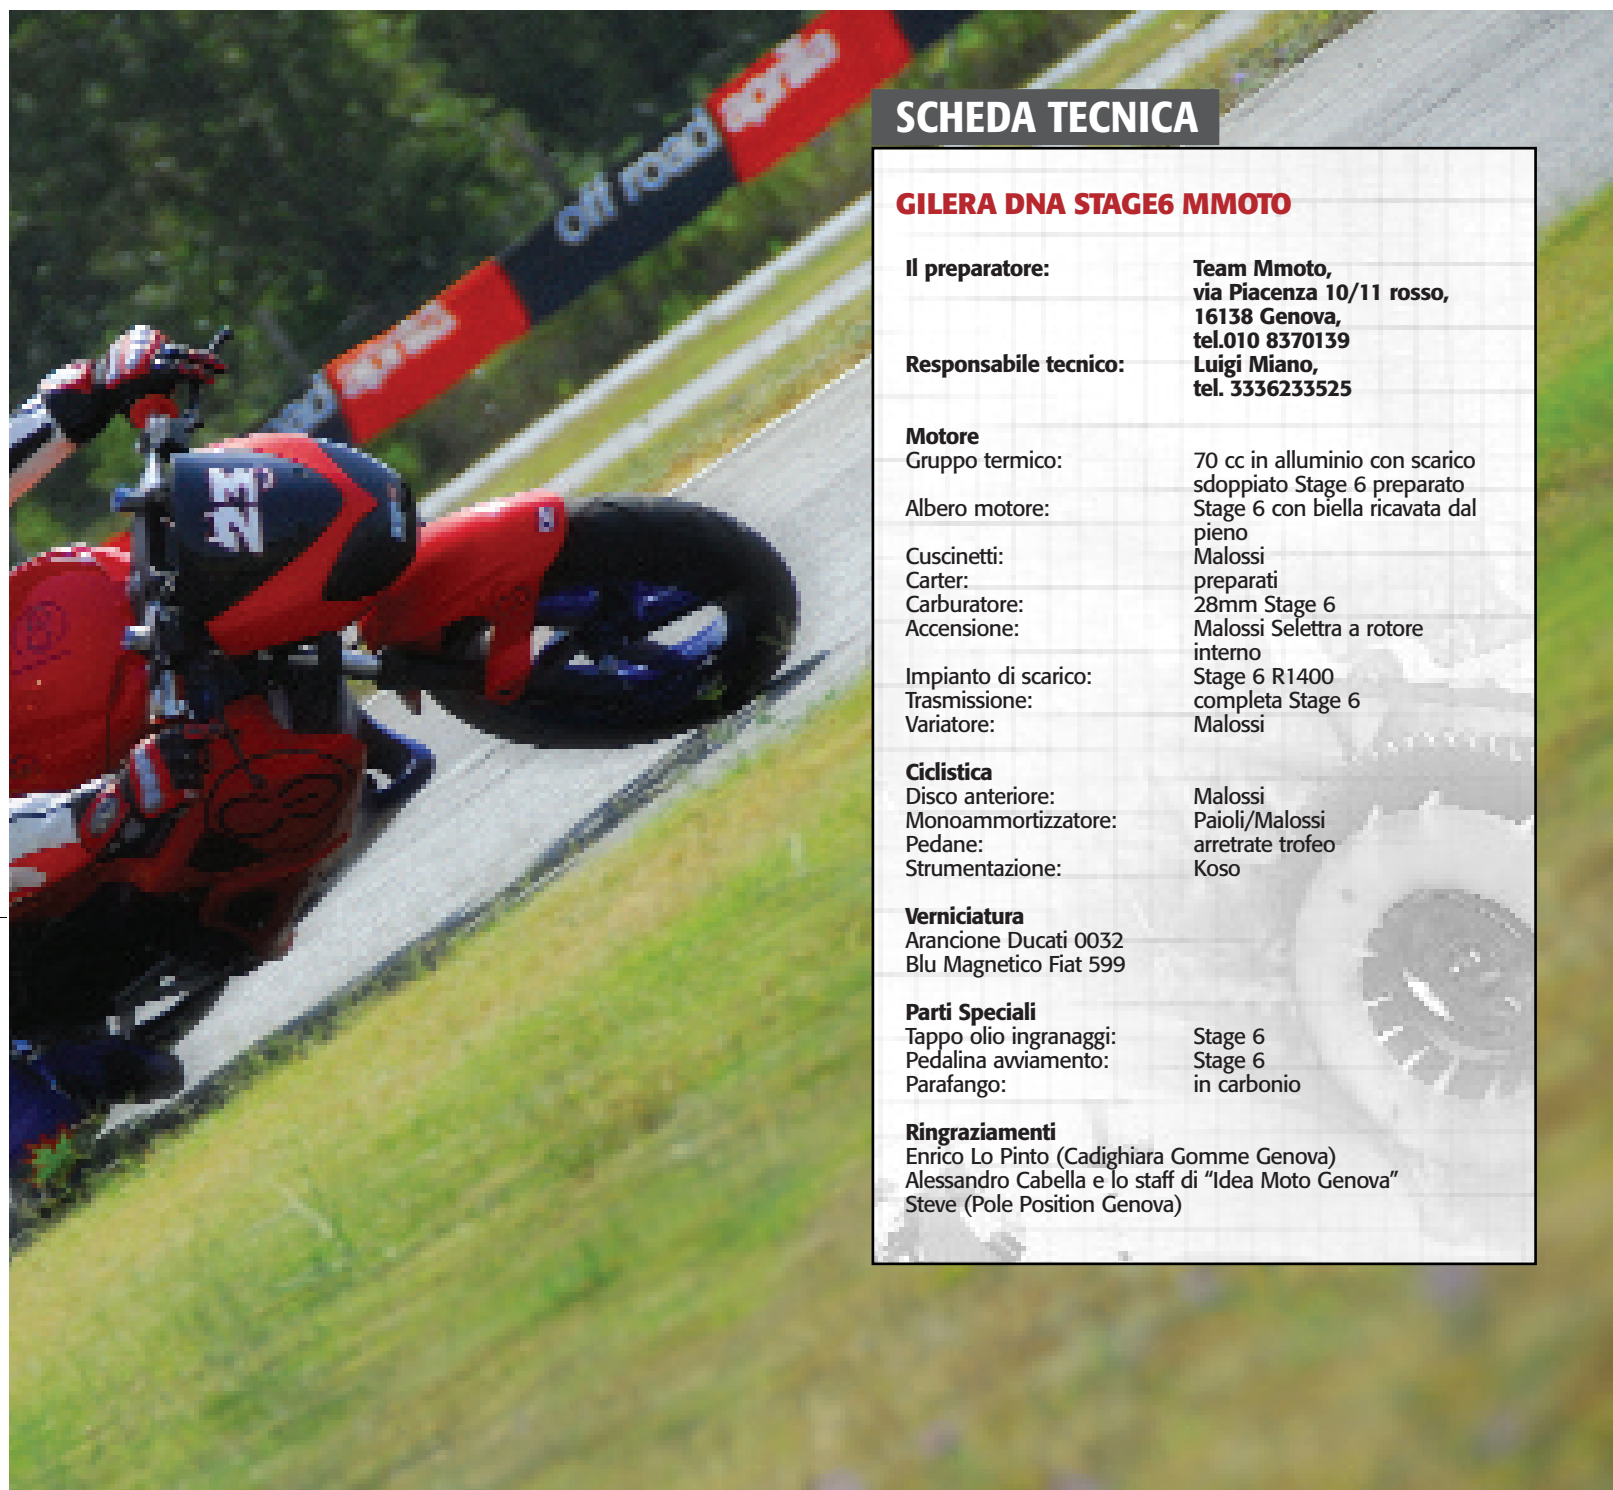 aprilia
off road
aprilia
SCHEDA TECNICA
GILERA DNA STAGE6 MMOTO
Il preparatore: Team Mmoto,
via Piacenza 10/11 rosso,
16138 Genova,
tel.010 8370139
Responsabile tecnico: Luigi Miano,
tel. 3336233525
Motore
Gruppo termico: 70 cc in alluminio con scarico
sdoppiato Stage 6 preparato
Albero motore: Stage 6 con biella ricavata dal
pieno
Cuscinetti: Malossi
Carter: preparati
Carburatore: 28mm Stage 6
Accensione: Malossi Selettra a rotore
interno
Impianto di scarico: Stage 6 R1400
Trasmissione: completa Stage 6
Variatore: Malossi
Ciclistica
Disco anteriore: Malossi
Monoammortizzatore: Paioli/Malossi
Pedane: arretrate trofeo
Strumentazione: Koso
Verniciatura
Arancione Ducati 0032
Blu Magnetico Fiat 599
Parti Speciali
Tappo olio ingranaggi: Stage 6
Pedalina avviamento: Stage 6
Parafango: in carbonio
Ringraziamenti
Enrico Lo Pinto (Cadighiara Gomme Genova)
Alessandro Cabella e lo staff di “Idea Moto Genova”
Steve (Pole Position Genova)